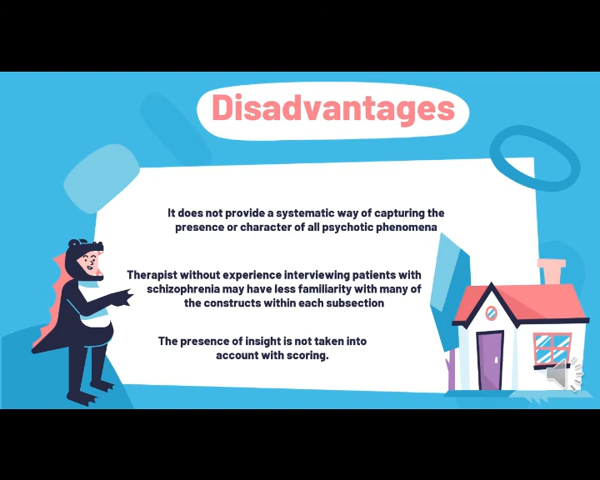 Disadvantages
It does not provide a systematic way of capturing the
presence or character of all psychotic phenomena
Therapist without experience interviewing patients with
schizophrenia may have less familiarity with many of
the constructs within each subsection
The presence of insight is not taken into
account with scoring.